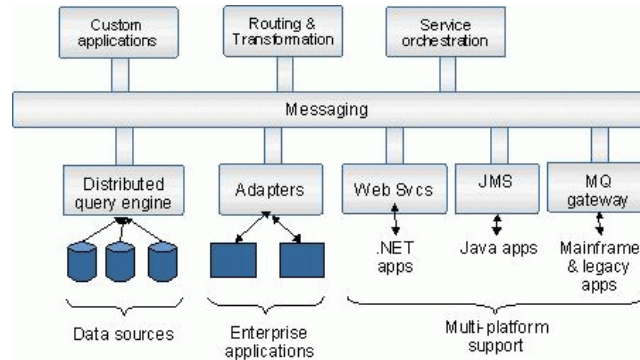 Custom
applications
Routing &
Transformation
Service
orchestration
Messaging
Distributed
query engine
Adapters
Web Svcs
JMS
MQ
gateway
.NET
apps
Java apps
Mainframe
& legacy
apps
Data sources
Enterprise
applications
Multi-platform
support